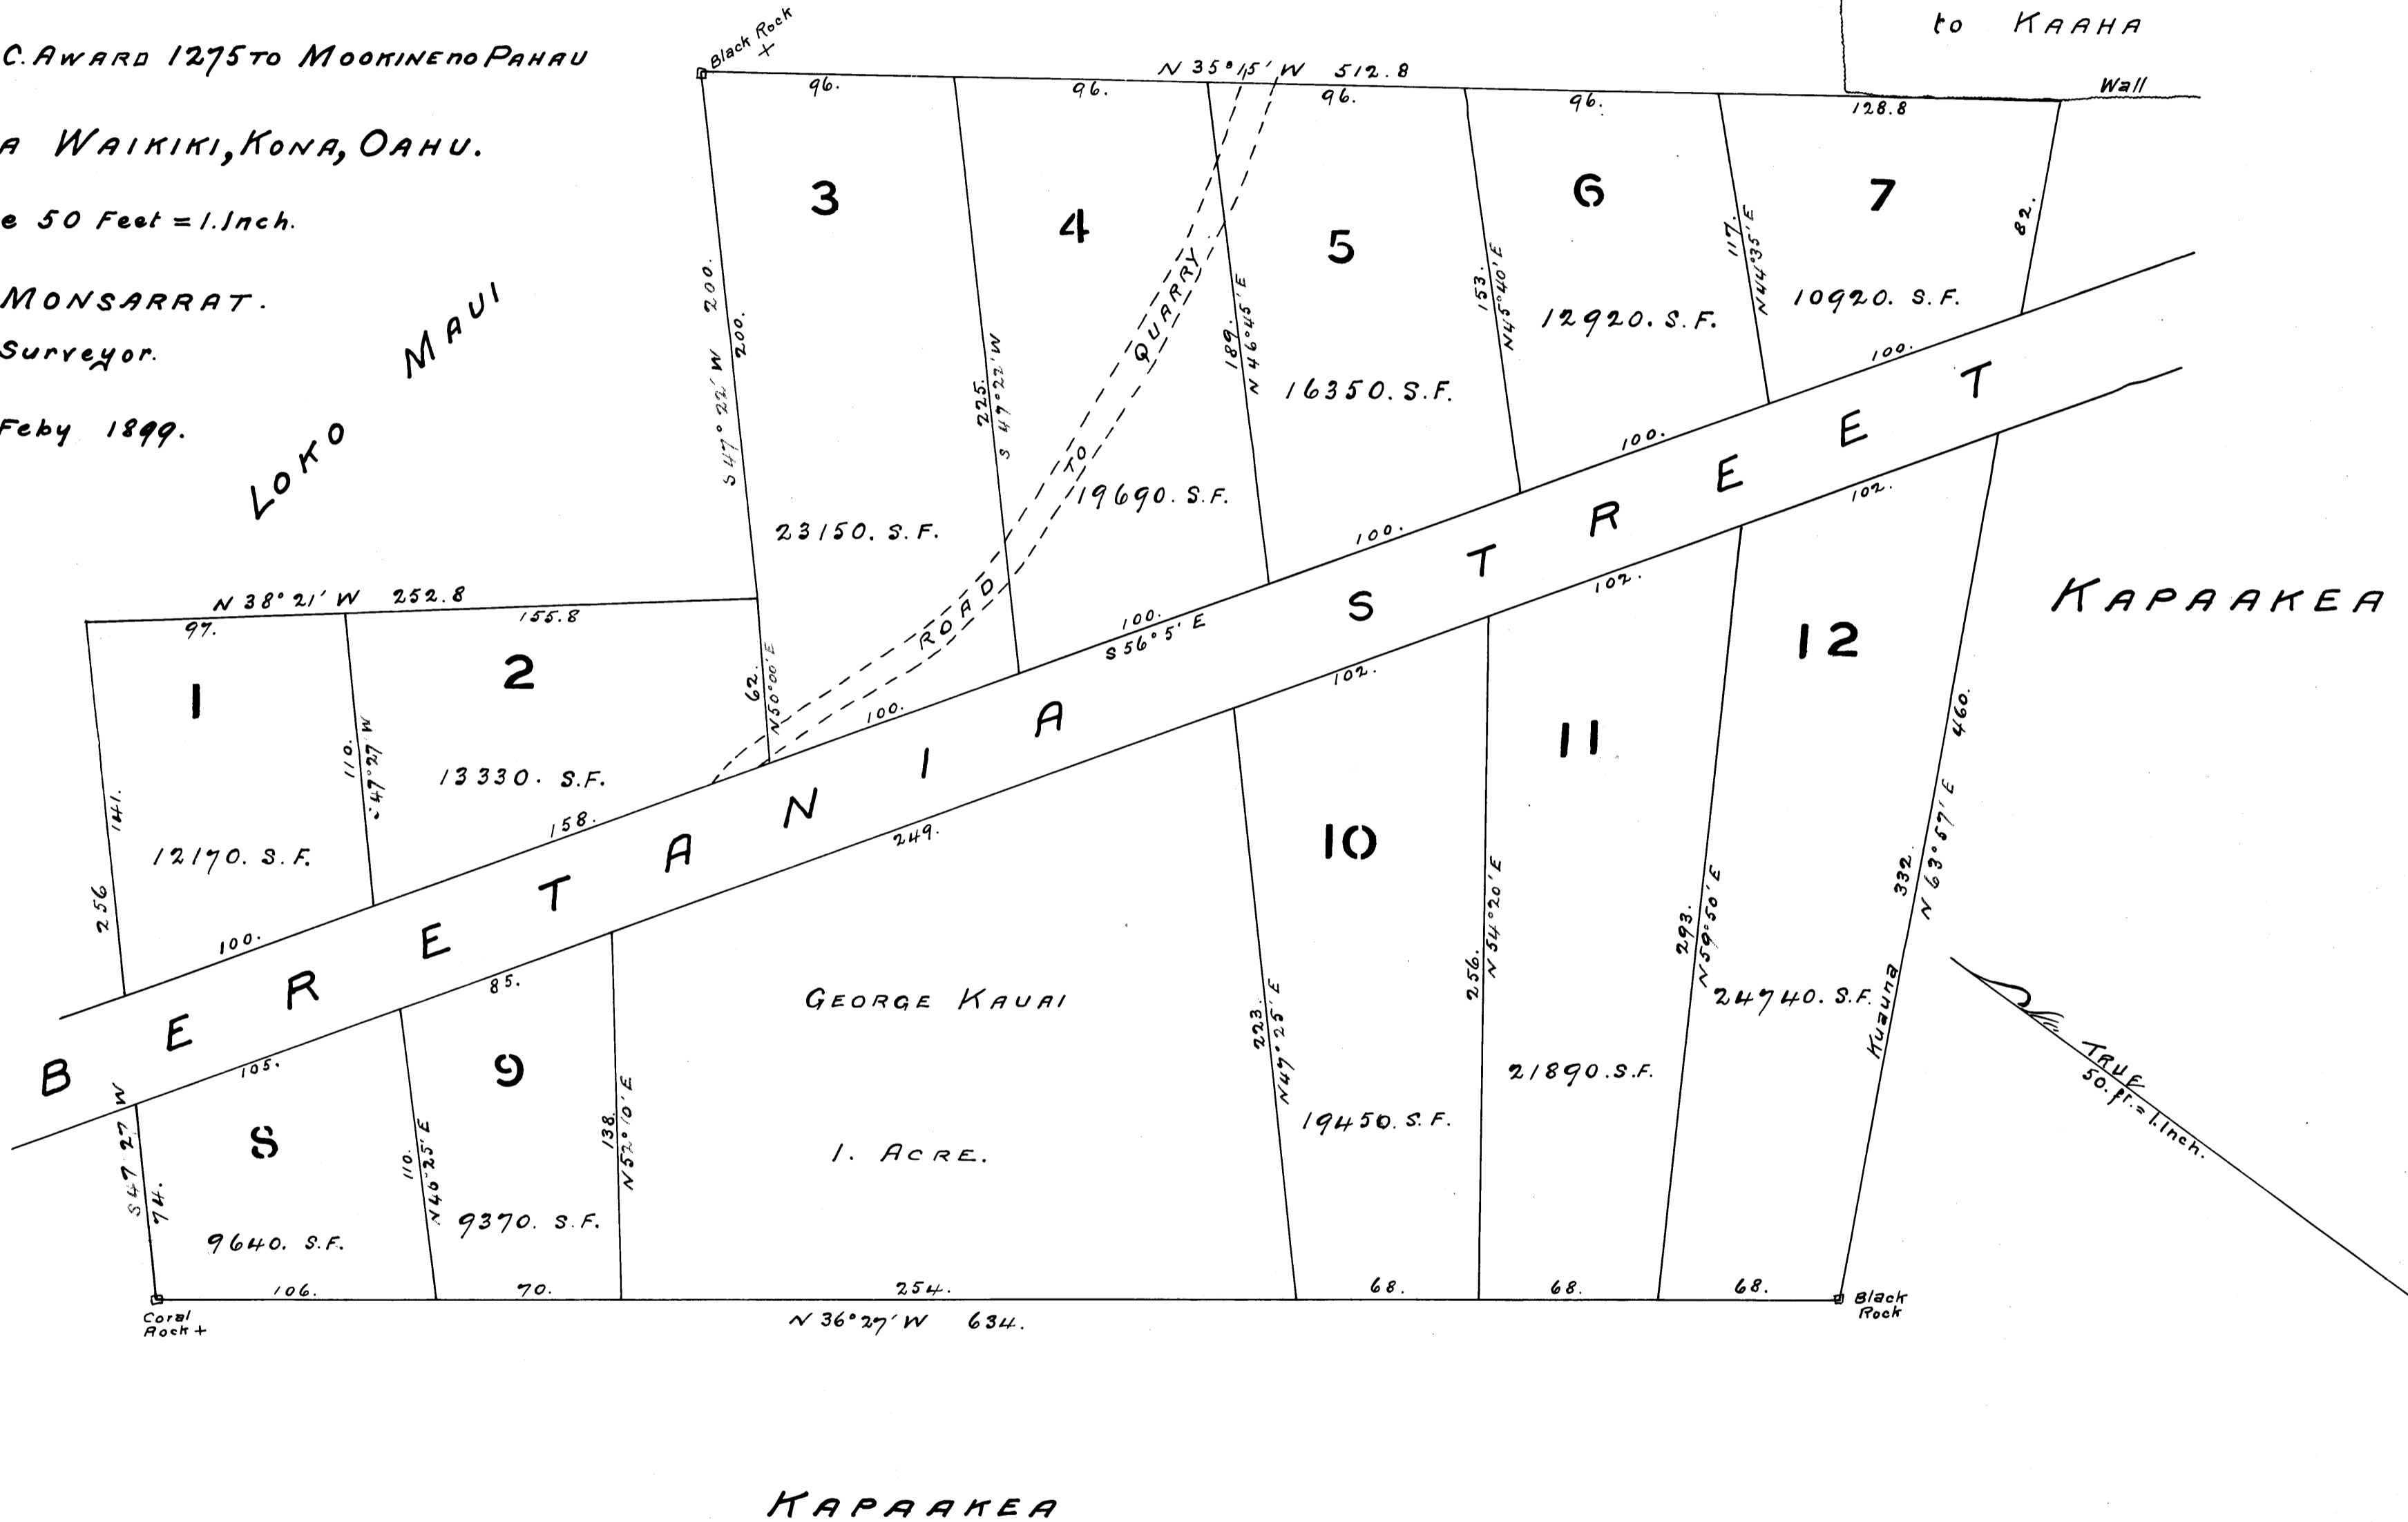 C. AWARD 1275 TO MOOKINE no PAHAU
A WAIKIKI, KONA, OAHU.
e 50 Feet = 1. Inch.
MONSARRAT.
Surveyor.
Feby 1899.
LOKO MAUI
Black Rock +
N 35° 15' W 512.8
to KAAHA
Wall
96.
96.
96.
96.
128.8
3
4
5
6
7
S 47° 22' W 200.
200.
225.
S 47° 22' W
189.
N 46° 45' E
153.
N 45° 40' E
117.
N 44° 35' E
82.
23150. S.F.
19690. S.F.
16350. S.F.
12920. S.F.
10920. S.F.
ROAD TO QUARRY
N 38° 21' W 252.8
97.
155.8
1
2
256
141.
110.
47° 27' W
62.
N 50° 00' E
12170. S.F.
13330. S.F.
100.
158.
100.
100.
S 56° 5' E
100.
100.
100.
BERETANIA STREET
105.
85.
249.
102.
102.
102.
8
9
GEORGE KAUAI
1. ACRE.
10
11
12
S 47 27 W
74.
110.
N 46° 25' E
138.
N 52° 10' E
223.
N 47° 25' E
256.
N 54° 20' E
293.
N 59° 50' E
332.
N 63° 57' E 460.
Kuauna
9640. S.F.
9370. S.F.
19450. S.F.
21890. S.F.
24740. S.F.
106.
70.
254.
68.
68.
68.
Coral
Rock +
N 36° 27' W 634.
Black
Rock
KAPAAKEA
TRUE
50. ft. = 1. Inch.
KAPAAKEA